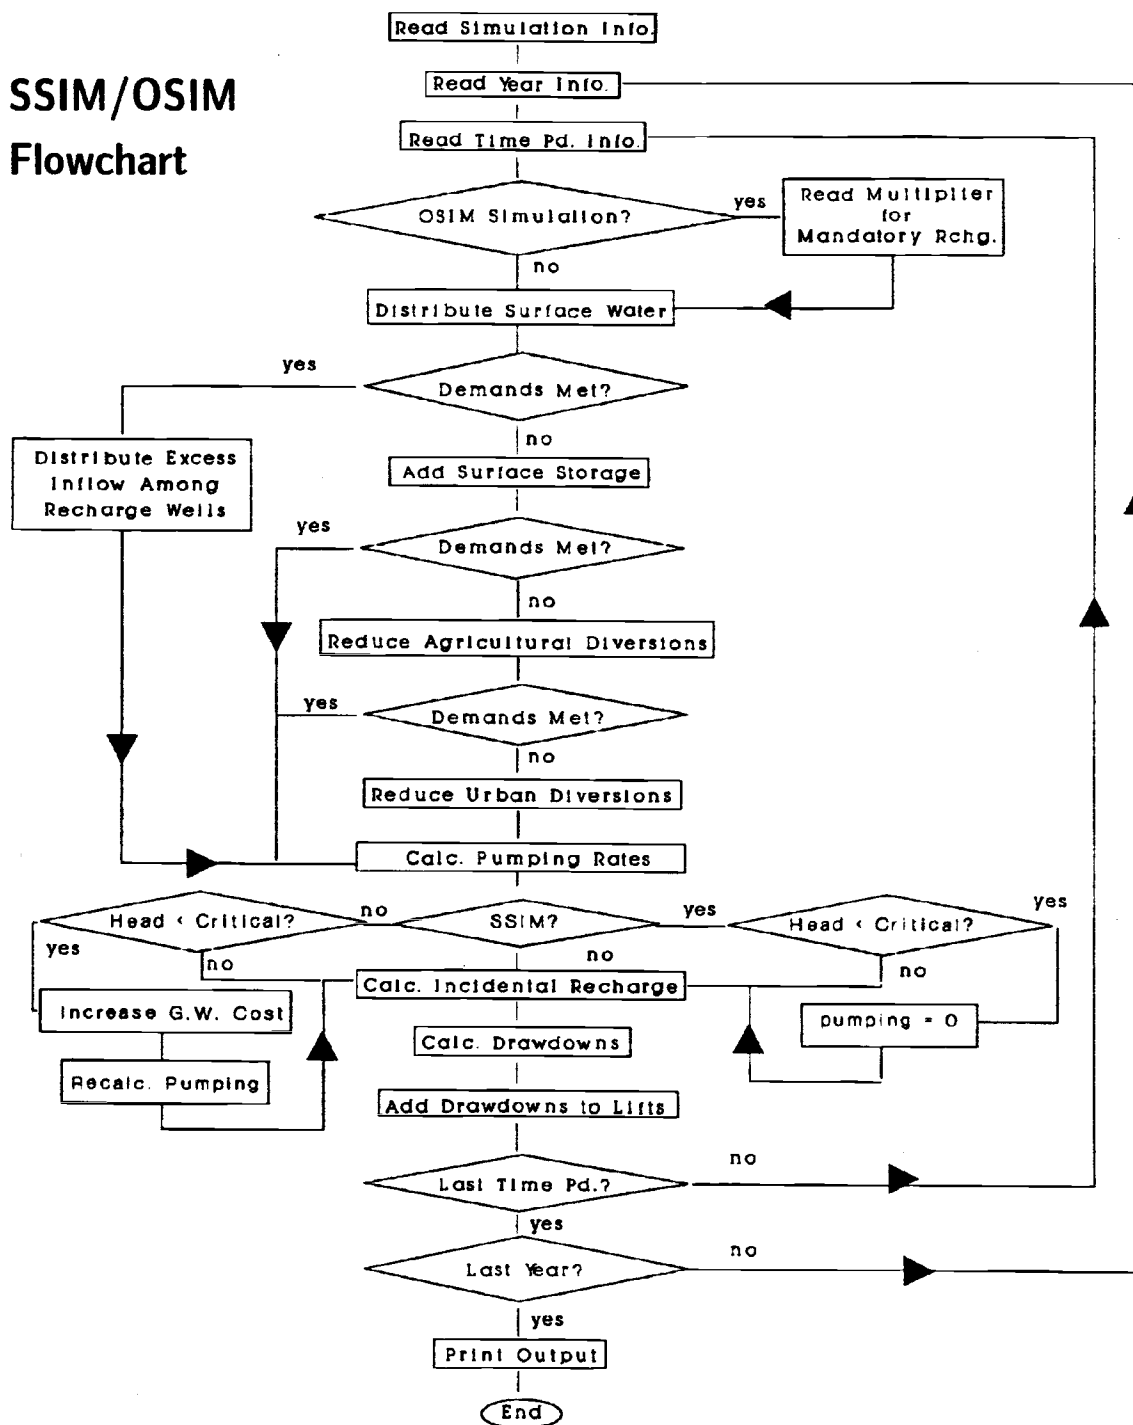 SSIM/OSIM
Flowchart
Read Simulation Info.
Read Year Info.
Read Time Pd. Info.
OSIM Simulation?
yes
Read Multiplier
for
Mandatory Rchg.
no
Distribute Surface Water
yes
Demands Met?
no
Distribute Excess
Inflow Among
Recharge Wells
Add Surface Storage
yes
Demands Met?
no
Reduce Agricultural Diversions
yes
Demands Met?
no
Reduce Urban Diversions
Calc. Pumping Rates
Head < Critical?
no
SSIM?
yes
Head < Critical?
yes
yes
no
no
no
Calc. Incidental Recharge
Increase G.W. Cost
pumping = 0
Calc. Drawdowns
Recalc. Pumping
Add Drawdowns to Lifts
Last Time Pd.?
no
yes
Last Year?
no
yes
Print Output
End